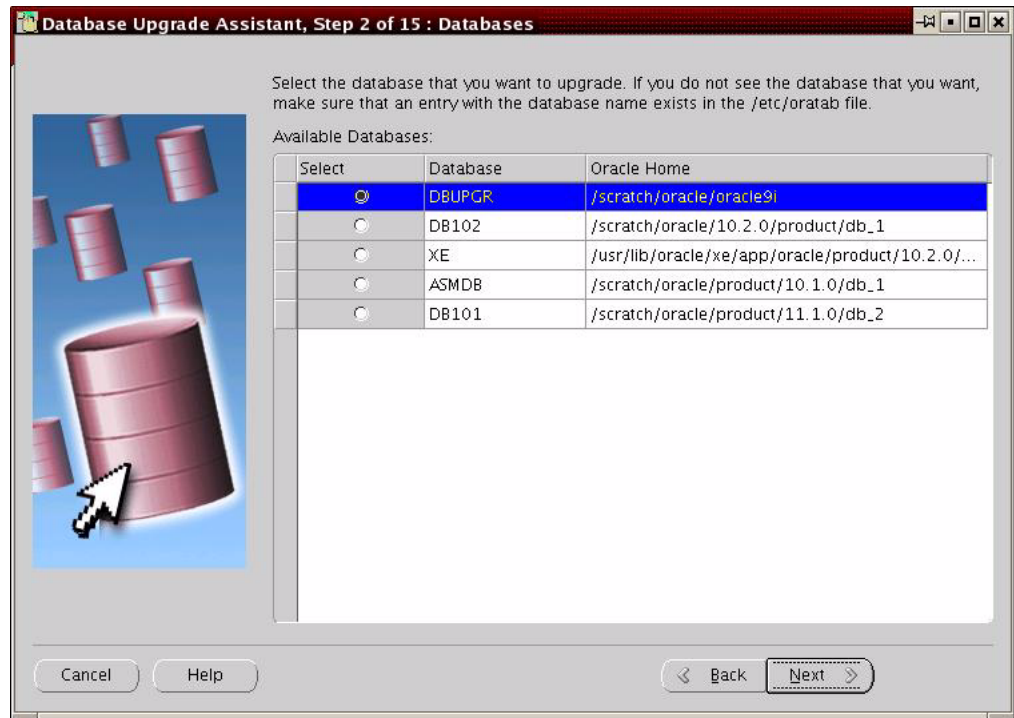 Database Upgrade Assistant, Step 2 of 15 : Databases
Select the database that you want to upgrade. If you do not see the database that you want,
make sure that an entry with the database name exists in the /etc/oratab file.
Available Databases:
Select Database Oracle Home
DBUPGR /scratch/oracle/oracle9i
DB102 /scratch/oracle/10.2.0/product/db_1
XE /usr/lib/oracle/xe/app/oracle/product/10.2.0/...
ASMDB /scratch/oracle/product/10.1.0/db_1
DB101 /scratch/oracle/product/11.1.0/db_2
Cancel Help Back Next